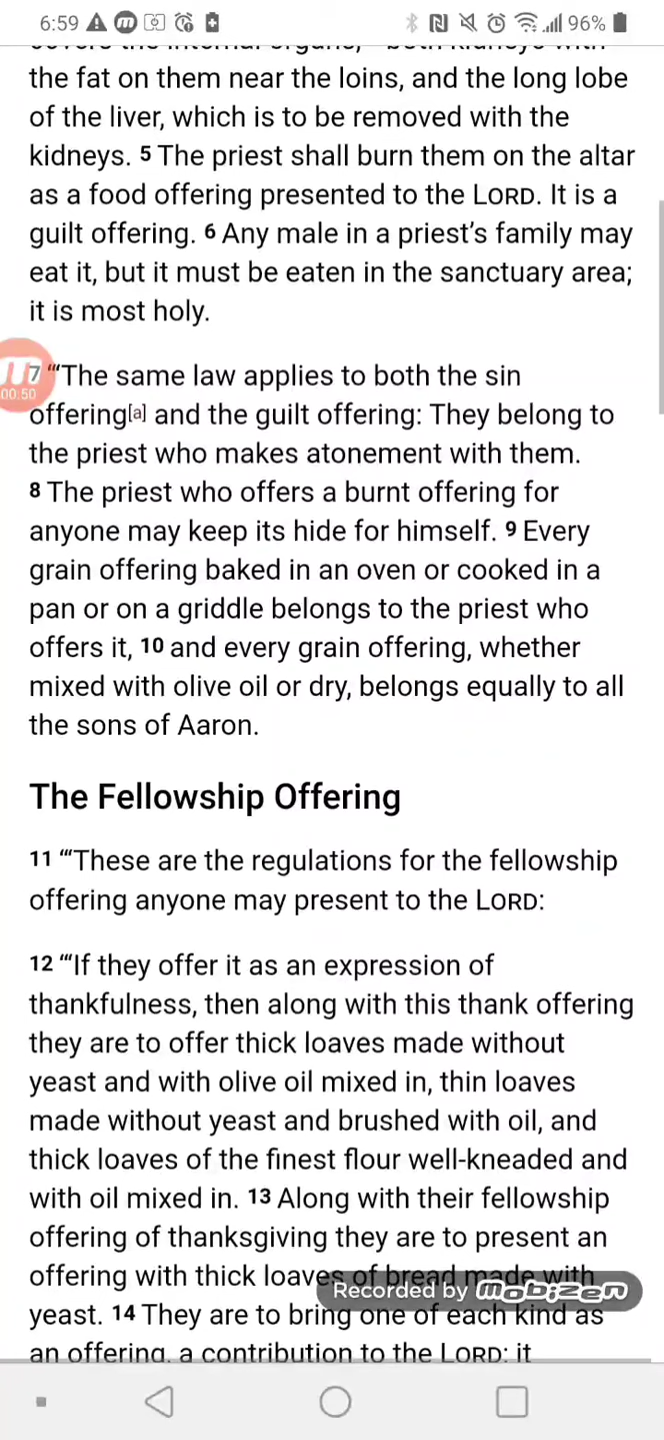 6:59 96%
the fat on them near the loins, and the long lobe
of the liver, which is to be removed with the
kidneys. 5 The priest shall burn them on the altar
as a food offering presented to the LORD. It is a
guilt offering. 6 Any male in a priest’s family may
eat it, but it must be eaten in the sanctuary area;
it is most holy.
7 “‘The same law applies to both the sin
00:50
offering[a] and the guilt offering: They belong to
the priest who makes atonement with them.
8 The priest who offers a burnt offering for
anyone may keep its hide for himself. 9 Every
grain offering baked in an oven or cooked in a
pan or on a griddle belongs to the priest who
offers it, 10 and every grain offering, whether
mixed with olive oil or dry, belongs equally to all
the sons of Aaron.
The Fellowship Offering
11 “‘These are the regulations for the fellowship
offering anyone may present to the LORD:
12 “‘If they offer it as an expression of
thankfulness, then along with this thank offering
they are to offer thick loaves made without
yeast and with olive oil mixed in, thin loaves
made without yeast and brushed with oil, and
thick loaves of the finest flour well-kneaded and
with oil mixed in. 13 Along with their fellowship
offering of thanksgiving they are to present an
offering with thick loaves of bread made with
Recorded by mobizen
yeast. 14 They are to bring one of each kind as
an offering, a contribution to the LORD; it